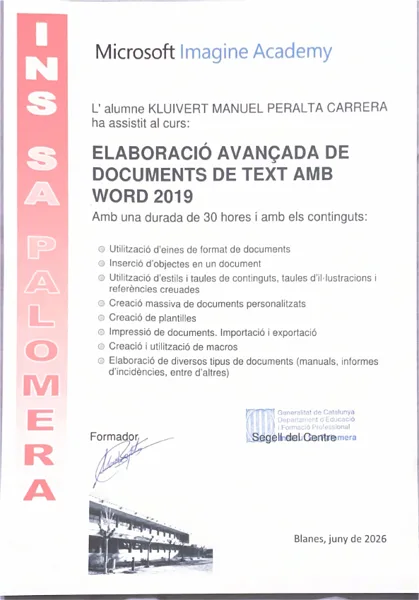 INS SA PALOMERA
Microsoft Imagine Academy
L' alumne KLUIVERT MANUEL PERALTA CARRERA
ha assistit al curs:
ELABORACIÓ AVANÇADA DE
DOCUMENTS DE TEXT AMB
WORD 2019
Amb una durada de 30 hores i amb els continguts:
Utilització d'eines de format de documents
Inserció d'objectes en un document
Utilització d'estils i taules de continguts, taules d'il·lustracions i
referències creuades
Creació massiva de documents personalitzats
Creació de plantilles
Impressió de documents. Importació i exportació
Creació i utilització de macros
Elaboració de diversos tipus de documents (manuals, informes
d'incidències, entre d'altres)
Generalitat de Catalunya
Departament d'Educació
i Formació Professional
Formador
Segell del Centre
Palomera
Blanes, juny de 2026